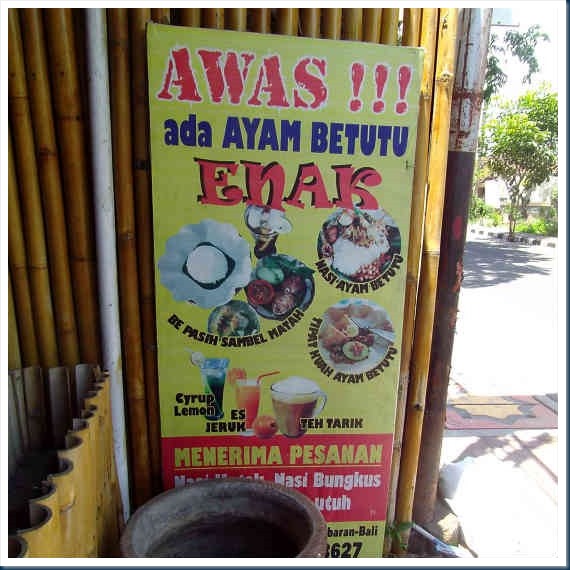 AWAS !!!
ada AYAM BETUTU
ENAK
NASI AYAM BETUTU
BE PASIH SAMBEL MATAH
TIPAT KUAH AYAM BETUTU
Cyrup
Lemon
ES
JERUK
TEH TARIK
MENERIMA PESANAN
Nasi Bungkus